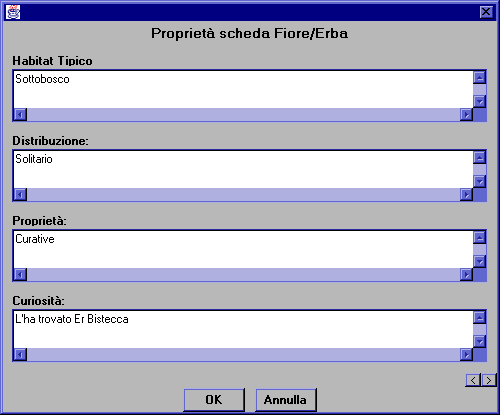 Proprietà scheda Fiore/Erba
Habitat Tipico
Sottobosco
Distribuzione:
Solitario
Proprietà:
Curative
Curiosità:
L'ha trovato Er Bistecca
OK
Annulla